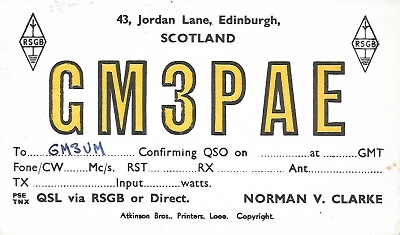 43, Jordan Lane, Edinburgh,
SCOTLAND
RSGB
RSGB
GM3PAE
To......GM3UM............ Confirming QSO on ..............at .......... GMT
Fone/CW.......Mc/s. RST ............ RX ........................ Ant.......................
TX ......................Input..........watts.
PSE
TNX QSL via RSGB or Direct. NORMAN V. CLARKE
Atkinson Bro., Printers, Looe. Copyright.